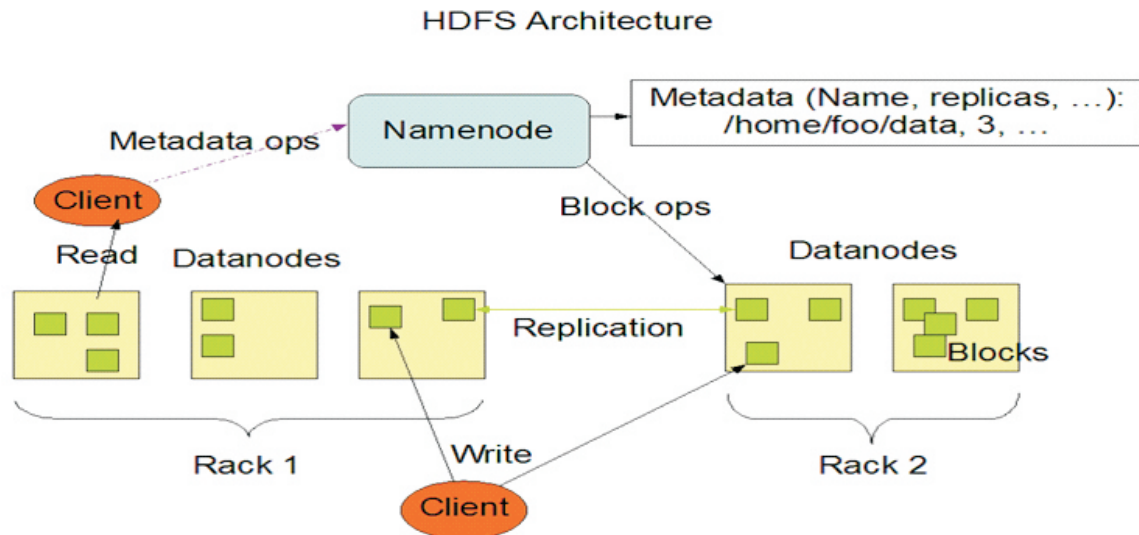 HDFS Architecture
Metadata (Name, replicas, ...):
/home/foo/data, 3, ...
Namenode
Metadata ops
Client
Block ops
Read
Datanodes
Datanodes
Replication
Blocks
Rack 1
Write
Rack 2
Client